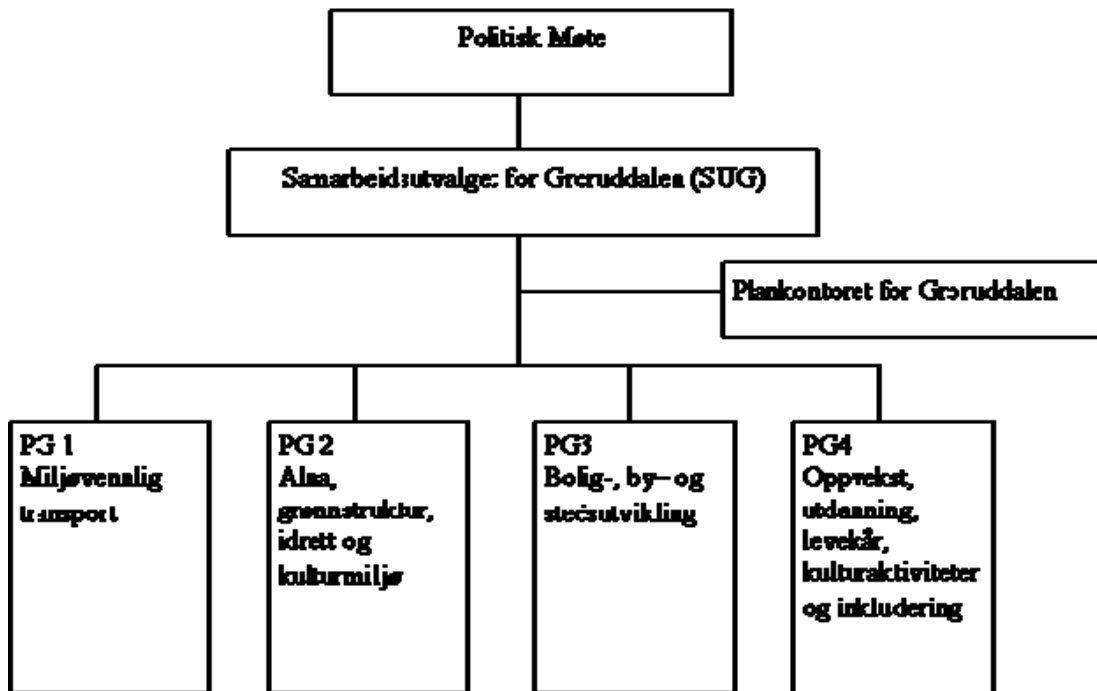 Politisk Møte
Samarbeidsutvalget for Groruddalen (SUG)
Plankontoret for Groruddalen
PG 1
Miljøvennlig
transport
PG 2
Alna,
grønnstruktur,
idrett og
kulturmiljø
PG3
Bolig-, by- og
stedsutvikling
PG4
Oppvekst,
utdanning,
levekår,
kulturaktiviteter
og inkludering